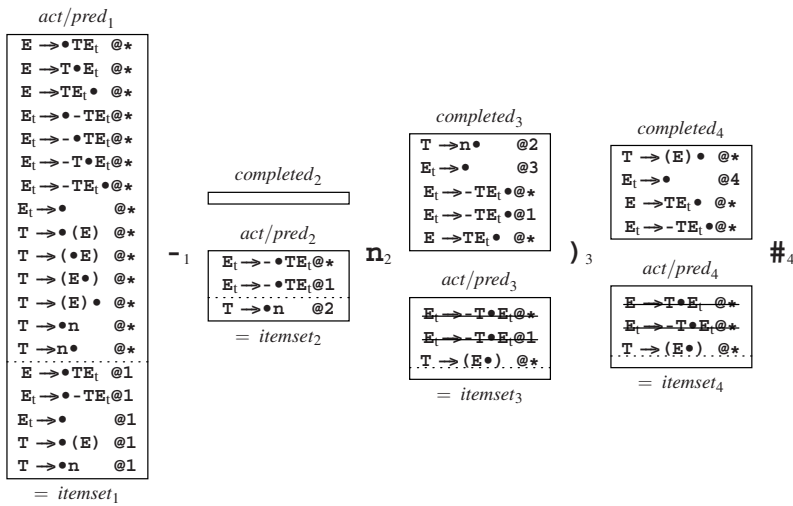 act/pred1
E →•TEt @*
E →T•Et @*
E →TEt• @*
Et→•-TEt@*
Et→-•TEt@*
Et→-T•Et@*
Et→-TEt•@*
Et→• @*
T →•(E) @*
T →(•E) @*
T →(E•) @*
T →(E)• @*
T →•n @*
T →n• @*
E →•TEt @1
Et→•-TEt@1
Et→• @1
T →•(E) @1
T →•n @1
= itemset1
-1
completed2
act/pred2
Et→-•TEt@*
Et→-•TEt@1
T →•n @2
= itemset2
n2
completed3
T →n• @2
Et→• @3
Et→-TEt•@*
Et→-TEt•@1
E →TEt• @*
act/pred3
E →T•Et @*
Et→-T•Et@1
T →(E•) @*
= itemset3
)3
completed4
T →(E)• @*
Et→• @4
E →TEt• @*
Et→-TEt•@*
act/pred4
E →T•Et @*
Et→-T•Et@*
T →(E•) @*
= itemset4
#4